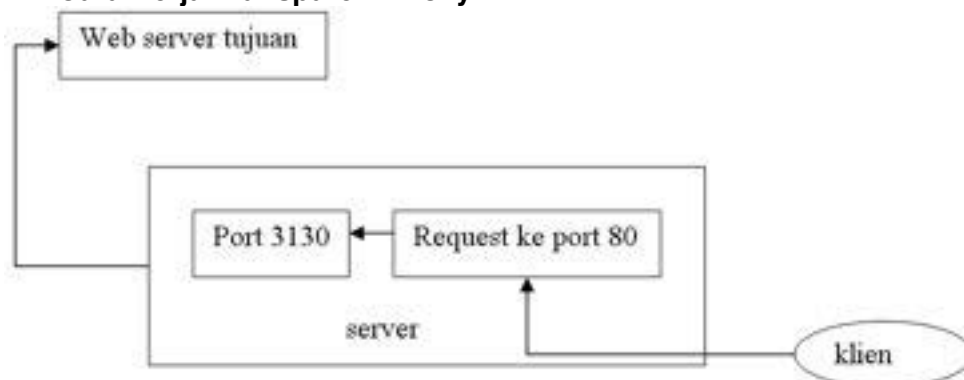 Web server tujuan
Port 3130
Request ke port 80
server
klien